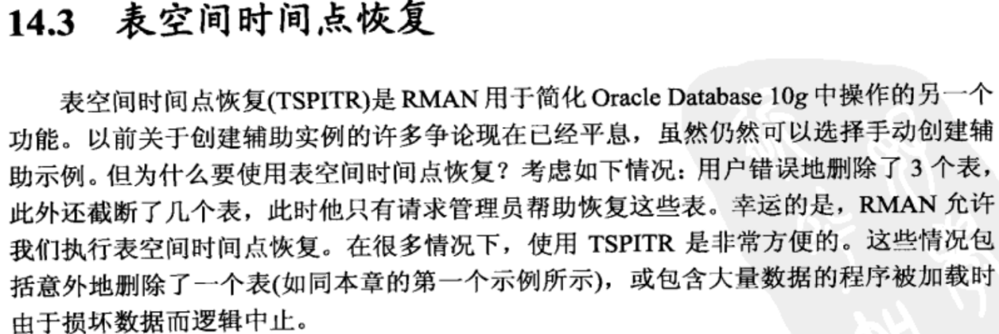 14.3 表空间时间点恢复
表空间时间点恢复(TSPITR)是 RMAN 用于简化 Oracle Database 10g 中操作的另一个
功能。以前关于创建辅助实例的许多争论现在已经平息，虽然仍然可以选择手动创建辅
助示例。但为什么要使用表空间时间点恢复？考虑如下情况：用户错误地删除了 3 个表，
此外还截断了几个表，此时他只有请求管理员帮助恢复这些表。幸运的是，RMAN 允许
我们执行表空间时间点恢复。在很多情况下，使用 TSPITR 是非常方便的。这些情况包
括意外地删除了一个表(如同本章的第一个示例所示)，或包含大量数据的程序被加载时
由于损坏数据而逻辑中止。